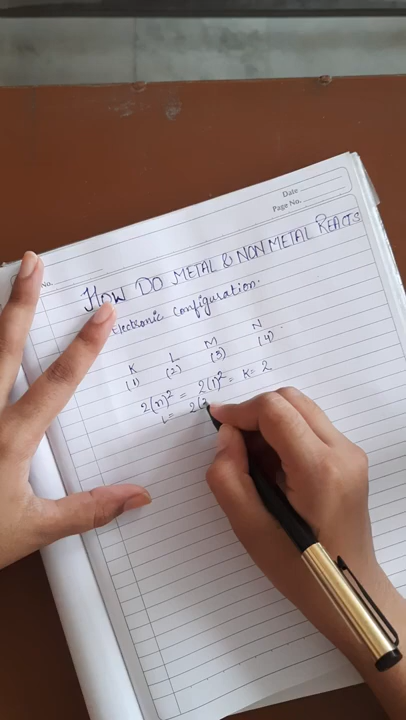 Date
Page No.
No.
HOW DO METAL & NON METAL REACTS
Electronic Configuration.
K L M N
(1) (2) (3) (4).
2(n)² = 2(1)² = K = 2
L = 2(2